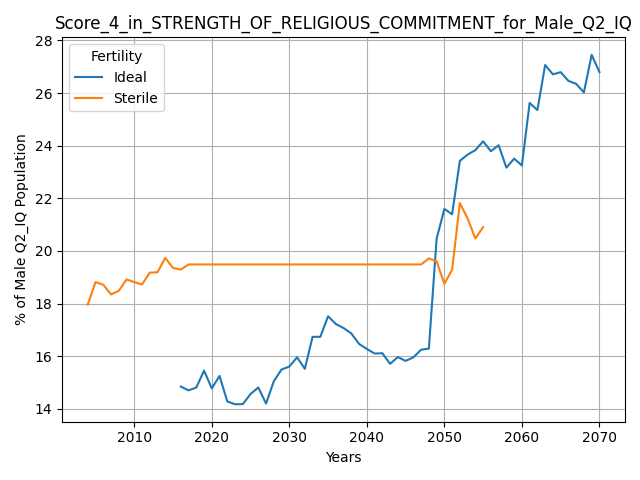 Score_4_in_STRENGTH_OF_RELIGIOUS_COMMITMENT_for_Male_Q2_IQ
28
26
24
22
20
18
16
14
% of Male Q2_IQ Population
Fertility
Ideal
Sterile
2010 2020 2030 2040 2050 2060 2070
Years